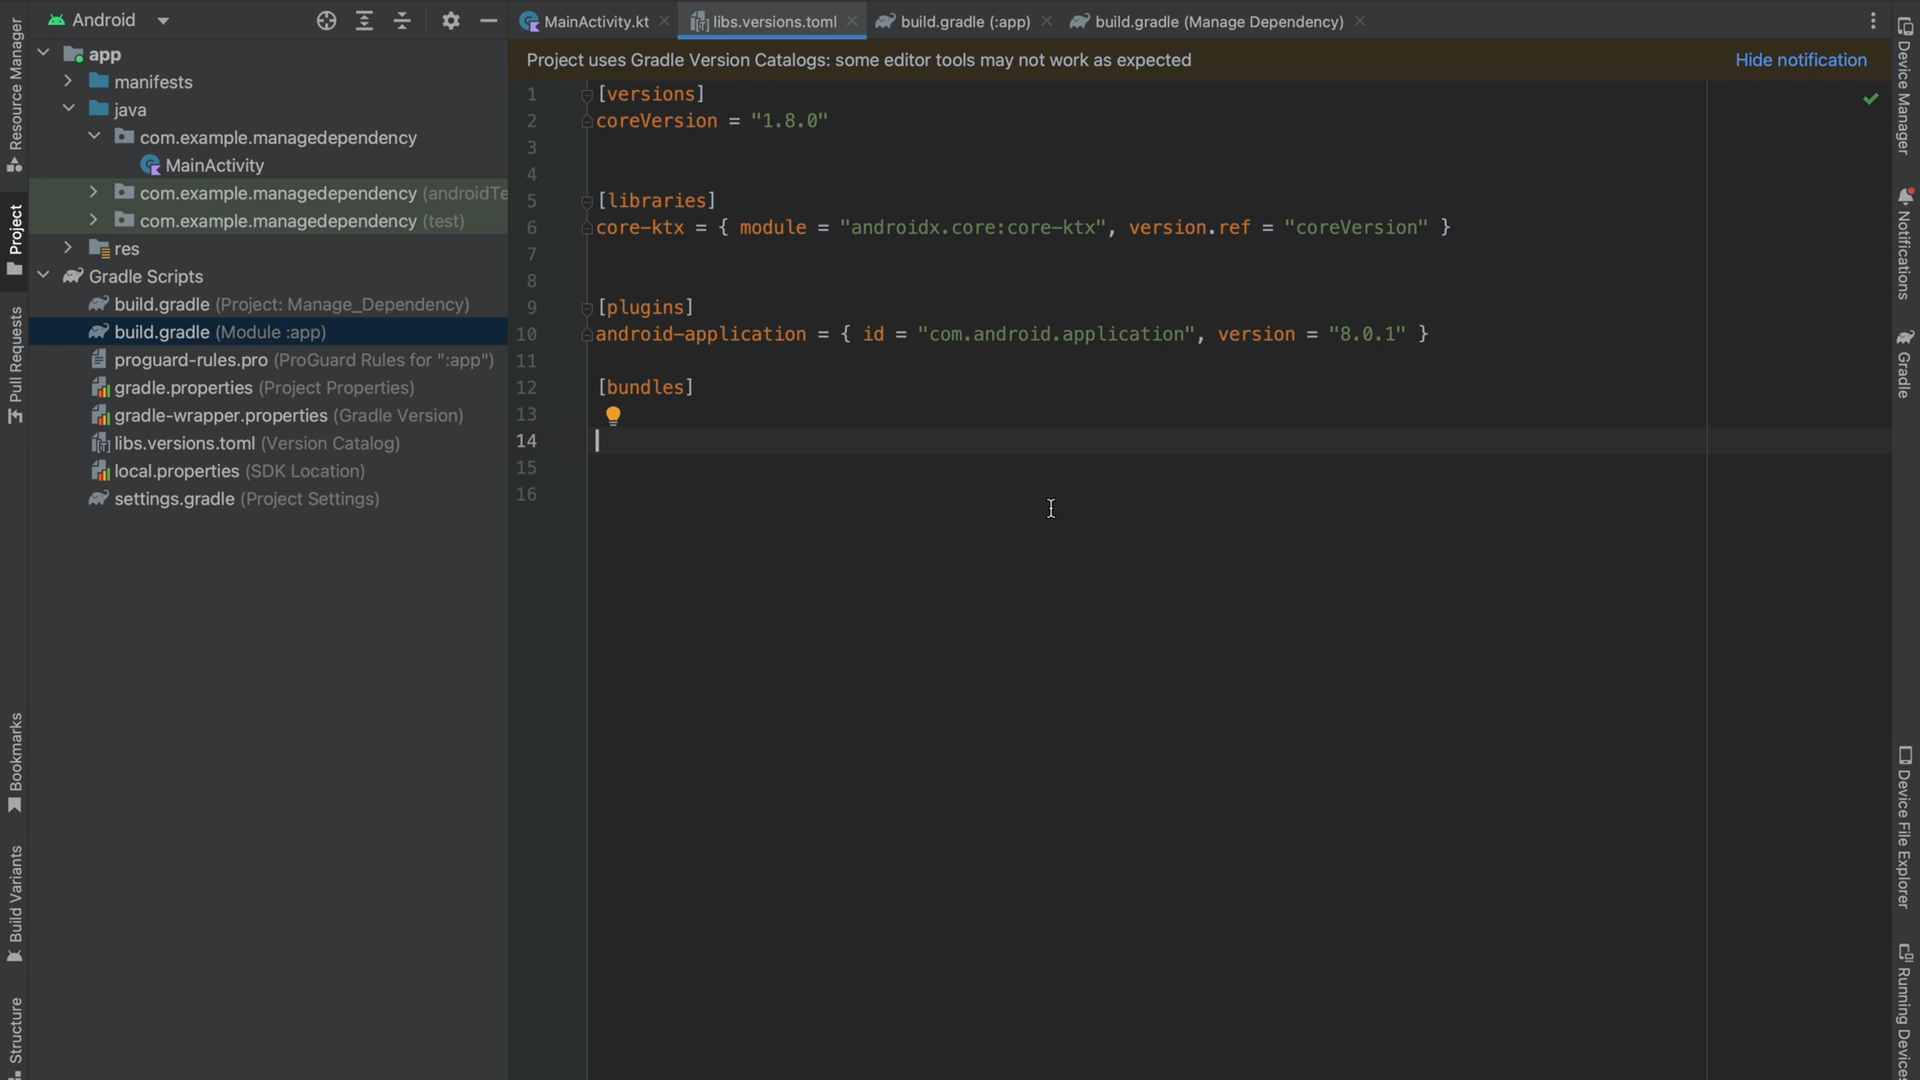 Android
MainActivity.kt
libs.versions.toml
build.gradle (:app)
build.gradle (Manage Dependency)
Project uses Gradle Version Catalogs: some editor tools may not work as expected
Hide notification
Resource Manager
Project
Pull Requests
Bookmarks
Build Variants
Structure
app
manifests
java
com.example.managedependency
MainActivity
com.example.managedependency (androidTe
com.example.managedependency (test)
res
Gradle Scripts
build.gradle (Project: Manage_Dependency)
build.gradle (Module :app)
proguard-rules.pro (ProGuard Rules for ":app")
gradle.properties (Project Properties)
gradle-wrapper.properties (Gradle Version)
libs.versions.toml (Version Catalog)
local.properties (SDK Location)
settings.gradle (Project Settings)
1 [versions]
2 coreVersion = "1.8.0"
3
4
5 [libraries]
6 core-ktx = { module = "androidx.core:core-ktx", version.ref = "coreVersion" }
7
8
9 [plugins]
10 android-application = { id = "com.android.application", version = "8.0.1" }
11
12 [bundles]
13
14
15
16
Device Manager
Notifications
Gradle
Device File Explorer
Running Devices